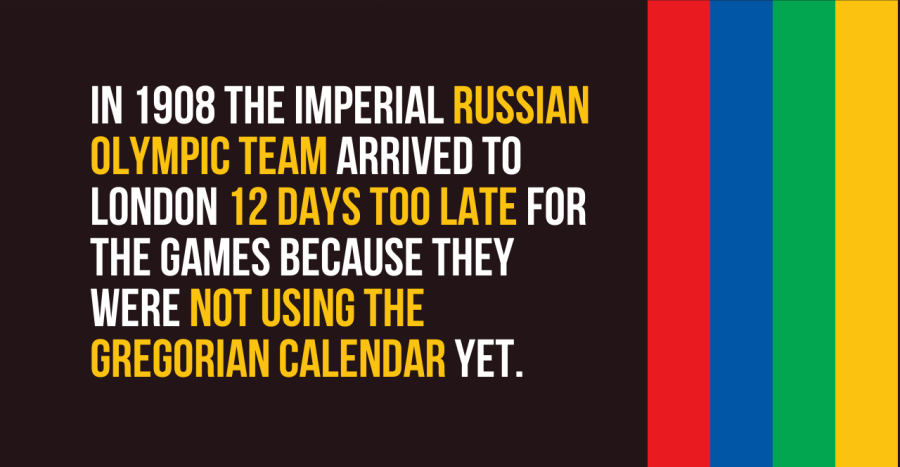 IN 1908 THE IMPERIAL RUSSIAN
OLYMPIC TEAM ARRIVED TO
LONDON 12 DAYS TOO LATE FOR
THE GAMES BECAUSE THEY
WERE NOT USING THE
GREGORIAN CALENDAR YET.